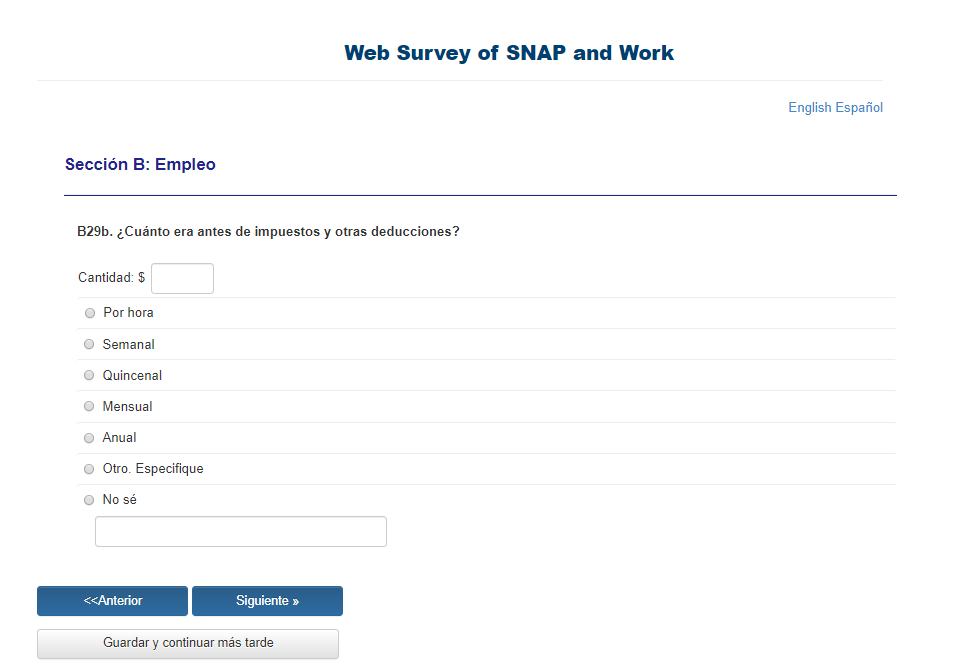 Web Survey of SNAP and Work
English Español
Sección B: Empleo
B29b. ¿Cuánto era antes de impuestos y otras deducciones?
Cantidad: $
Por hora
Semanal
Quincenal
Mensual
Anual
Otro. Especifique
No sé
<<Anterior
Siguiente »
Guardar y continuar más tarde